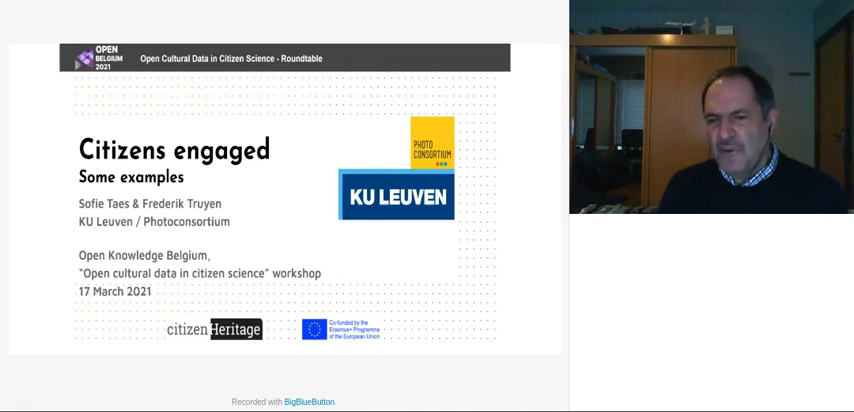 OPEN
BELGIUM
2021
Open Cultural Data in Citizen Science - Roundtable
Citizens engaged
Some examples
PHOTO
CONSORTIUM
KU LEUVEN
Sofie Taes & Frederik Truyen
KU Leuven / Photoconsortium
Open Knowledge Belgium,
“Open cultural data in citizen science” workshop
17 March 2021
citizenHeritage
Co-funded by the
Erasmus+ Programme
of the European Union
Recorded with BigBlueButton.